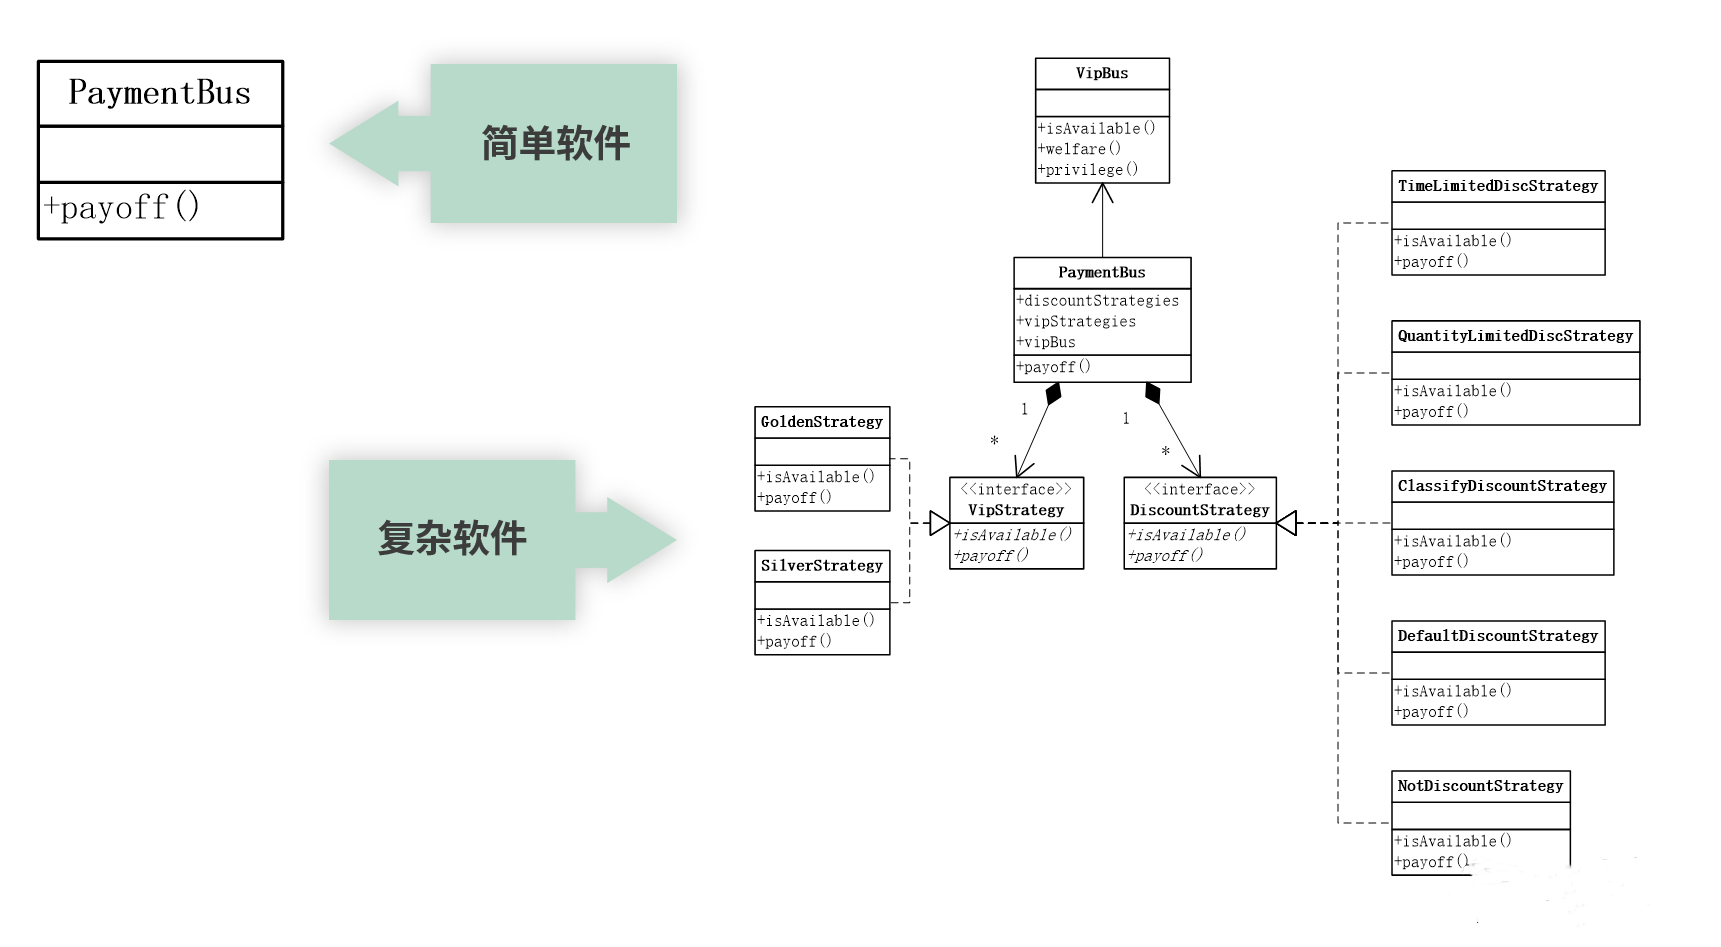 PaymentBus
+payoff()
简单软件
复杂软件
VipBus
+isAvailable()
+welfare()
+privilege()
PaymentBus
+discountStrategies
+vipStrategies
+vipBus
+payoff()
1
*
1
*
GoldenStrategy
+isAvailable()
+payoff()
SilverStrategy
+isAvailable()
+payoff()
<<interface>>
VipStrategy
+isAvailable()
+payoff()
<<interface>>
DiscountStrategy
+isAvailable()
+payoff()
TimeLimitedDiscStrategy
+isAvailable()
+payoff()
QuantityLimitedDiscStrategy
+isAvailable()
+payoff()
ClassifyDiscountStrategy
+isAvailable()
+payoff()
DefaultDiscountStrategy
+isAvailable()
+payoff()
NotDiscountStrategy
+isAvailable()
+payoff()